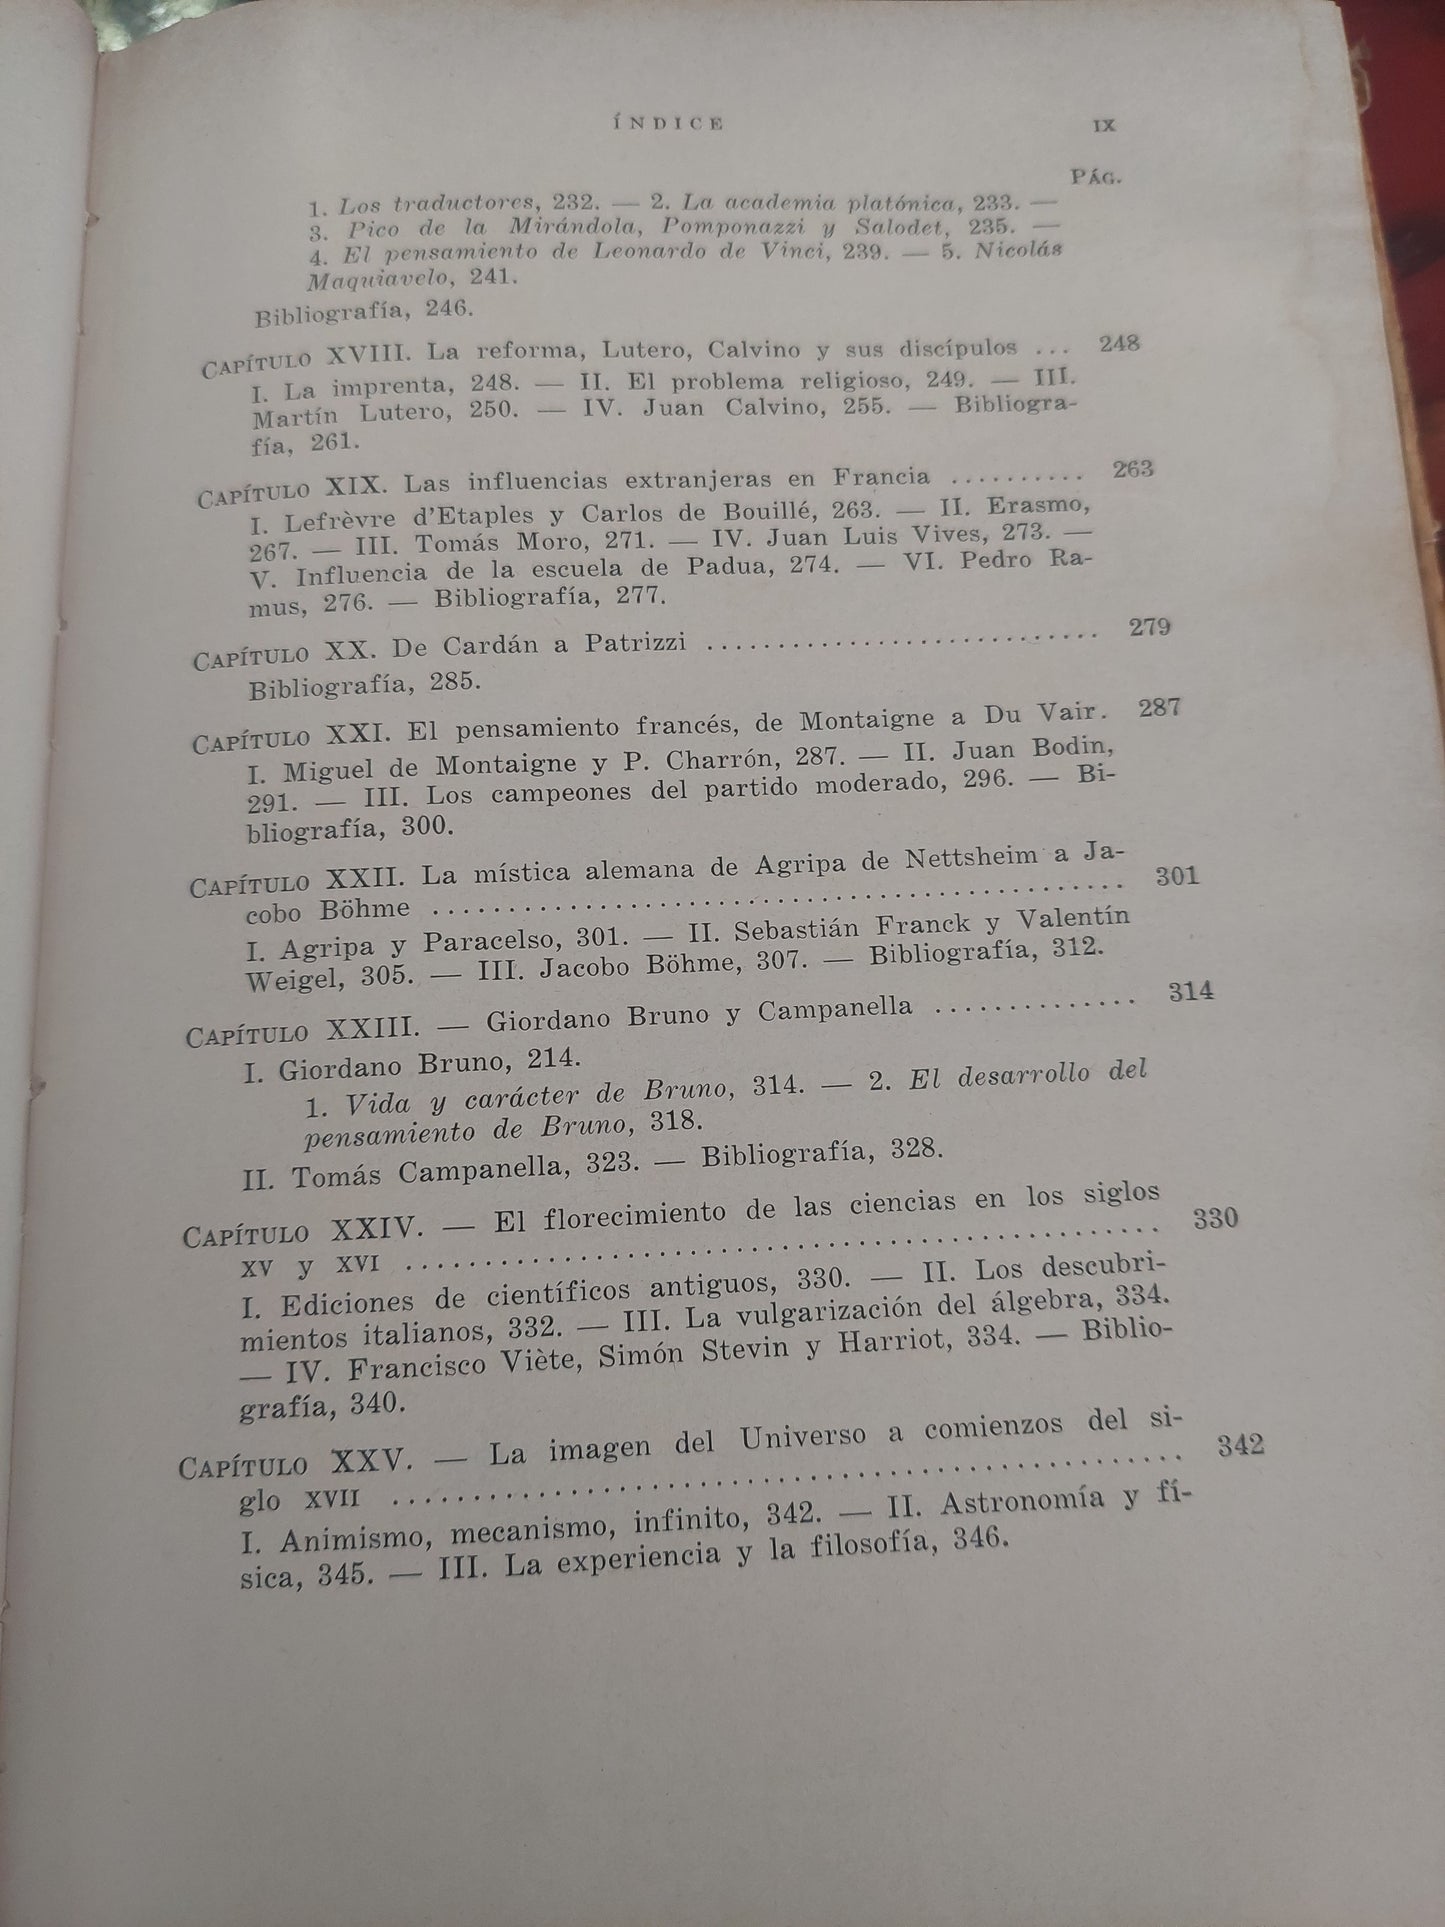 ÍNDICE IX
PÁG.
1. Los traductores, 232. — 2. La academia platónica, 233. —
3. Pico de la Mirándola, Pomponazzi y Salodet, 235. —
4. El pensamiento de Leonardo de Vinci, 239. — 5. Nicolás
Maquiavelo, 241.
Bibliografía, 246.
CAPÍTULO XVIII. La reforma, Lutero, Calvino y sus discípulos ... 248
I. La imprenta, 248. — II. El problema religioso, 249. — III.
Martín Lutero, 250. — IV. Juan Calvino, 255. — Bibliogra-
fía, 261.
CAPÍTULO XIX. Las influencias extranjeras en Francia .......... 263
I. Lefrèvre d'Etaples y Carlos de Bouillé, 263. — II. Erasmo,
267. — III. Tomás Moro, 271. — IV. Juan Luis Vives, 273. —
V. Influencia de la escuela de Padua, 274. — VI. Pedro Ra-
mus, 276. — Bibliografía, 277.
CAPÍTULO XX. De Cardán a Patrizzi ............................ 279
Bibliografía, 285.
CAPÍTULO XXI. El pensamiento francés, de Montaigne a Du Vair. 287
I. Miguel de Montaigne y P. Charrón, 287. — II. Juan Bodin,
291. — III. Los campeones del partido moderado, 296. — Bi-
bliografía, 300.
CAPÍTULO XXII. La mística alemana de Agripa de Nettsheim a Ja-
cobo Böhme ................................................ 301
I. Agripa y Paracelso, 301. — II. Sebastián Franck y Valentín
Weigel, 305. — III. Jacobo Böhme, 307. — Bibliografía, 312.
CAPÍTULO XXIII. — Giordano Bruno y Campanella .............. 314
I. Giordano Bruno, 214.
1. Vida y carácter de Bruno, 314. — 2. El desarrollo del
pensamiento de Bruno, 318.
II. Tomás Campanella, 323. — Bibliografía, 328.
CAPÍTULO XXIV. — El florecimiento de las ciencias en los siglos
XV y XVI .................................................. 330
I. Ediciones de científicos antiguos, 330. — II. Los descubri-
mientos italianos, 332. — III. La vulgarización del álgebra, 334.
— IV. Francisco Viète, Simón Stevin y Harriot, 334. — Biblio-
grafía, 340.
CAPÍTULO XXV. — La imagen del Universo a comienzos del si-
glo XVII .................................................. 342
I. Animismo, mecanismo, infinito, 342. — II. Astronomía y fí-
sica, 345. — III. La experiencia y la filosofía, 346.